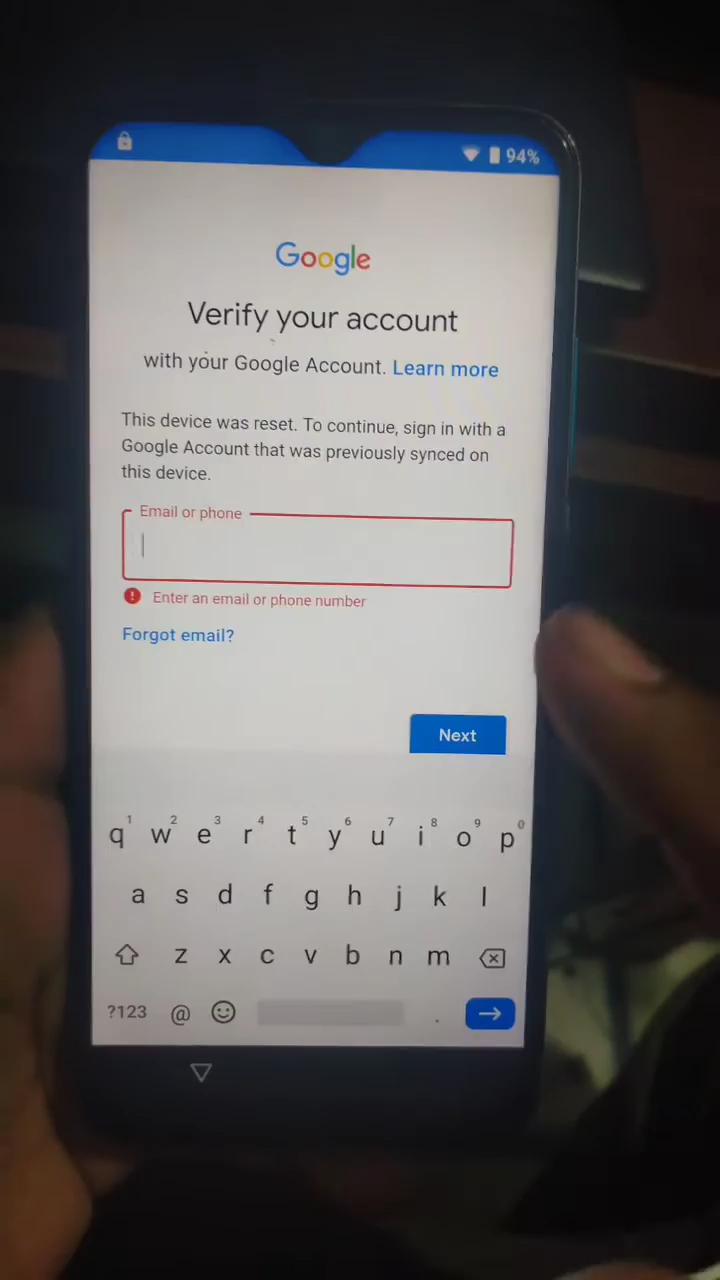 94%
Google
Verify your account
with your Google Account. Learn more
This device was reset. To continue, sign in with a
Google Account that was previously synced on
this device.
Email or phone
Enter an email or phone number
Forgot email?
Next
1 2 3 4 5 6 7 8 9 0
q w e r t y u i o p
a s d f g h j k l
z x c v b n m
?123 @ .